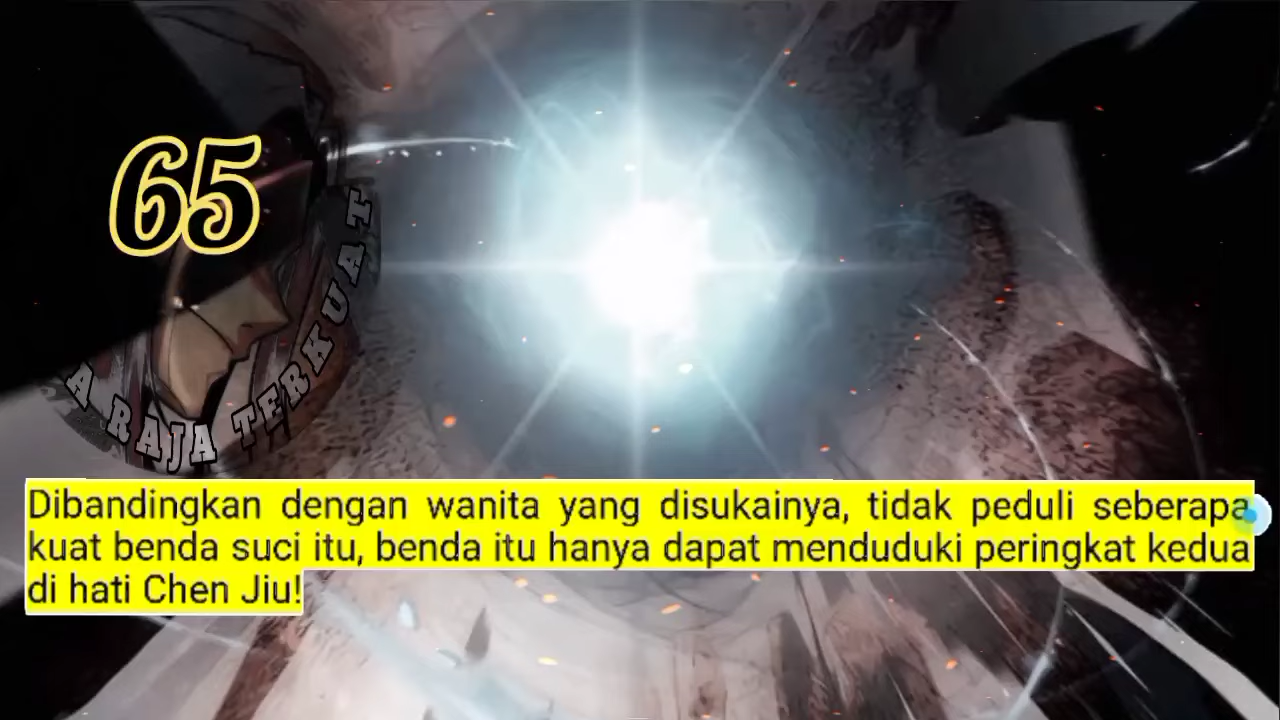 65
A RAJA TERKUAT
Dibandingkan dengan wanita yang disukainya, tidak peduli seberapa
kuat benda suci itu, benda itu hanya dapat menduduki peringkat kedua
di hati Chen Jiu!